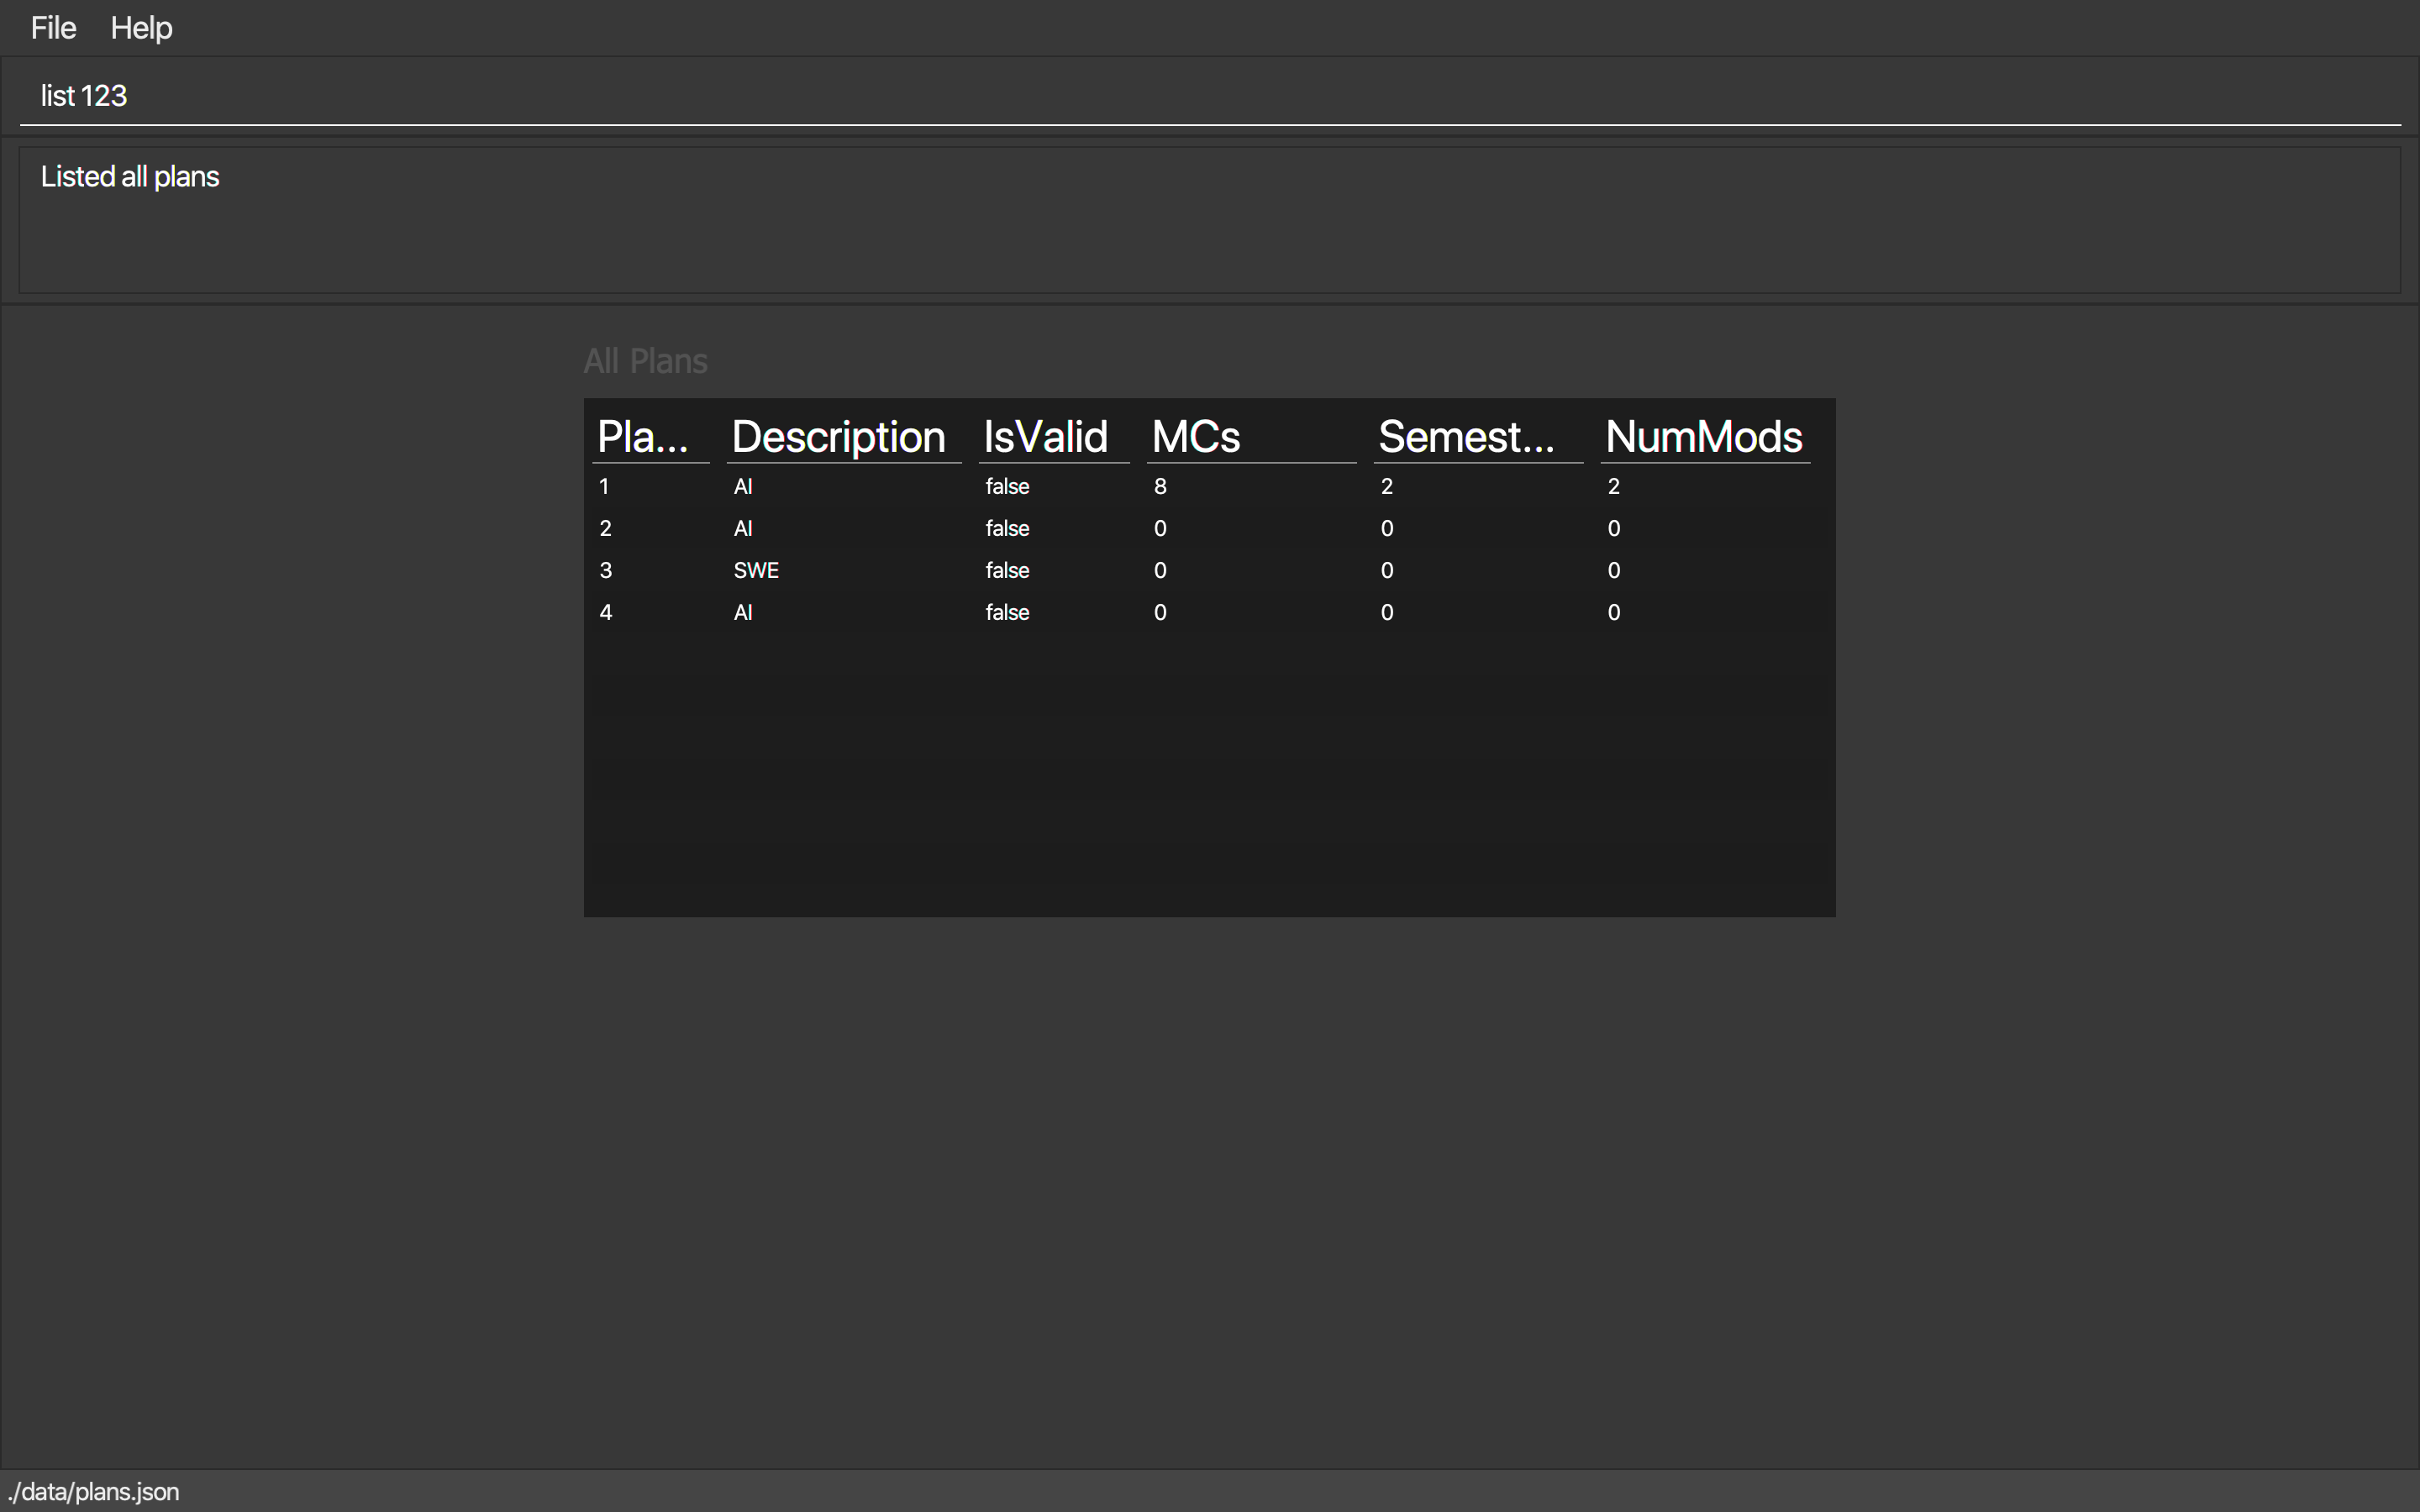 File Help
list 123
Listed all plans
All Plans
Pla... Description IsValid MCs Semest... NumMods
1 AI false 8 2 2
2 AI false 0 0 0
3 SWE false 0 0 0
4 AI false 0 0 0
./data/plans.json